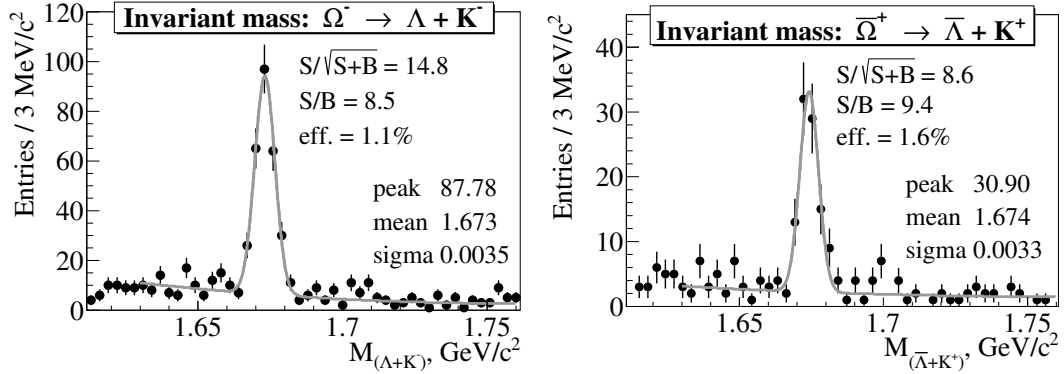 Invariant mass: Ω⁻ → Λ + K⁻
Entries / 3 MeV/c²
120
100
80
60
40
20
0
S/√S+B = 14.8
S/B = 8.5
eff. = 1.1%
peak 87.78
mean 1.673
sigma 0.0035
1.65 1.7 1.75
M(Λ+K⁻), GeV/c²
Invariant mass: Ω̅⁺ → Λ̅ + K⁺
Entries / 3 MeV/c²
40
30
20
10
0
S/√S+B = 8.6
S/B = 9.4
eff. = 1.6%
peak 30.90
mean 1.674
sigma 0.0033
1.65 1.7 1.75
M(Λ̅+K⁺), GeV/c²